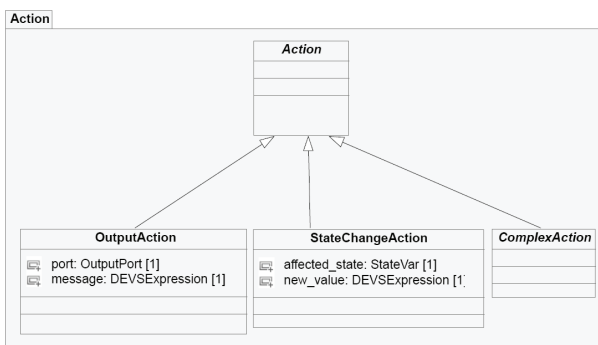 Action
Action
OutputAction
port: OutputPort [1]
message: DEVSExpression [1]
StateChangeAction
affected_state: StateVar [1]
new_value: DEVSExpression [1]
ComplexAction